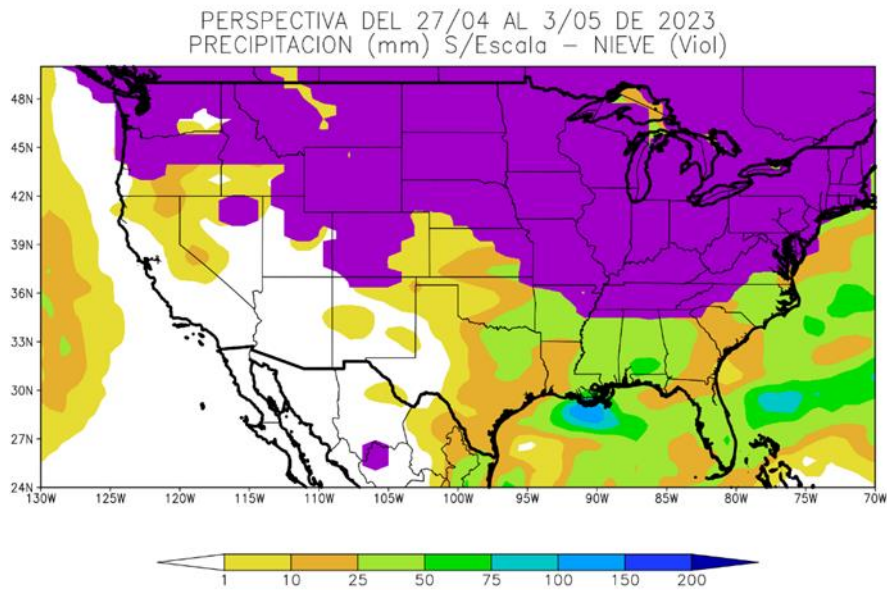 PERSPECTIVA DEL 27/04 AL 3/05 DE 2023
PRECIPITACION (mm) S/Escala – NIEVE (Viol)
48N
45N
42N
39N
36N
33N
30N
27N
24N
130W 125W 120W 115W 110W 105W 100W 95W 90W 85W 80W 75W 70W
1 10 25 50 75 100 150 200